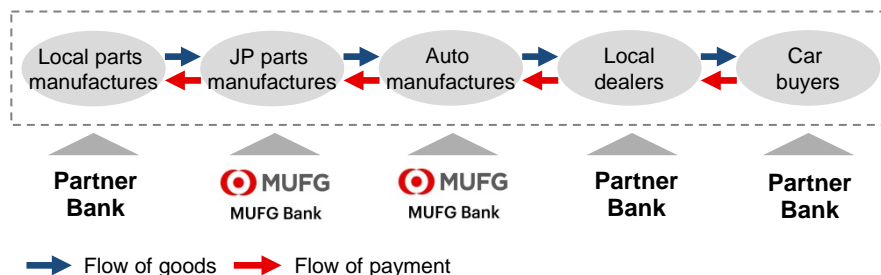 Local parts
manufactures
JP parts
manufactures
Auto
manufactures
Local
dealers
Car
buyers
Partner
Bank
MUFG
MUFG Bank
MUFG
MUFG Bank
Partner
Bank
Partner
Bank
Flow of goods
Flow of payment